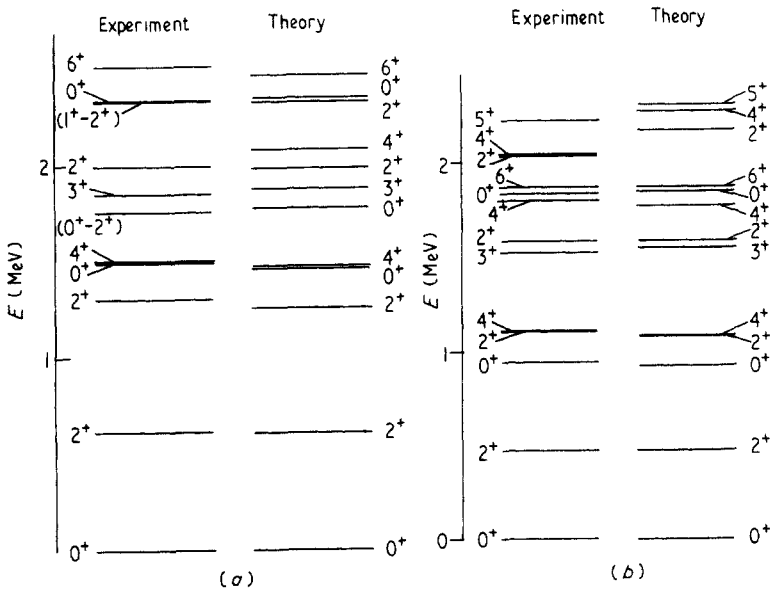 Experiment Theory
6⁺ 6⁺
0⁺ 0⁺
(1⁺-2⁺) 2⁺
4⁺
2 2⁺ 2⁺
3⁺ 3⁺
(0⁺-2⁺) 0⁺
4⁺ 4⁺
0⁺ 0⁺
2⁺ 2⁺
1
2⁺ 2⁺
0⁺ 0⁺
E (MeV)
(a)
Experiment Theory
5⁺ 5⁺
4⁺ 4⁺
2⁺ 2⁺
2
6⁺ 6⁺
0⁺ 0⁺
4⁺ 4⁺
2⁺ 2⁺
3⁺ 3⁺
4⁺ 4⁺
1 2⁺ 2⁺
0⁺ 0⁺
2⁺ 2⁺
0 0⁺ 0⁺
E (MeV)
(b)